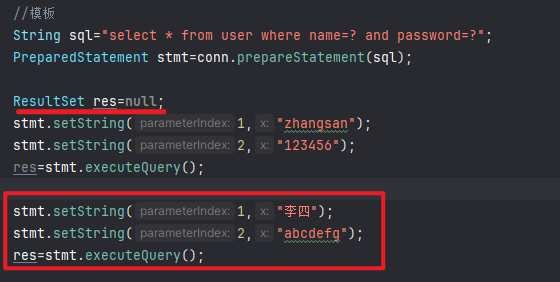 //模板
String sql="select * from user where name=? and password=?";
PreparedStatement stmt=conn.prepareStatement(sql);
ResultSet res=null;
stmt.setString( parameterIndex: 1, x: "zhangsan");
stmt.setString( parameterIndex: 2, x: "123456");
res=stmt.executeQuery();
stmt.setString( parameterIndex: 1, x: "李四");
stmt.setString( parameterIndex: 2, x: "abcdefg");
res=stmt.executeQuery();